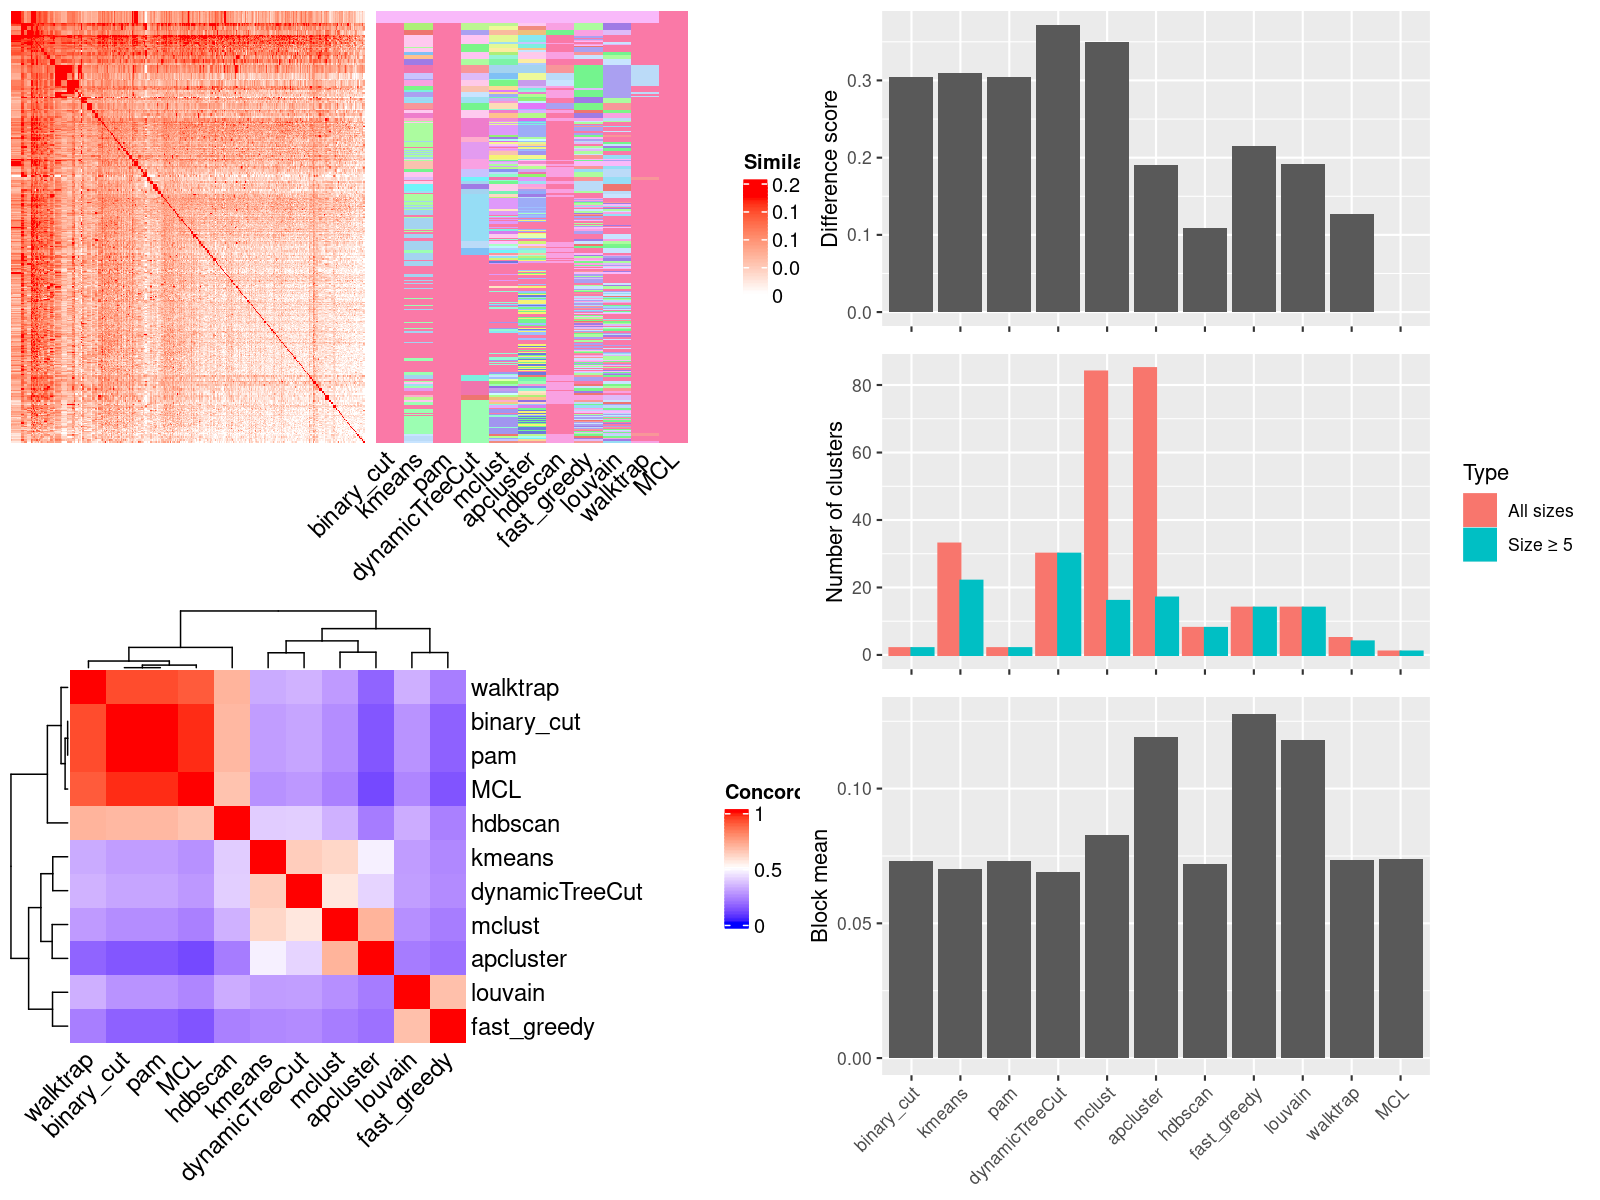 Simila
0.2
0.1
0.1
0.0
0
binary_cut
kmeans
pam
dynamicTreeCut
mclust
apcluster
hdbscan
fast_greedy
louvain
walktrap
MCL
walktrap
binary_cut
pam
MCL
hdbscan
kmeans
dynamicTreeCut
mclust
apcluster
louvain
fast_greedy
walktrap
binary_cut
pam
MCL
hdbscan
kmeans
dynamicTreeCut
mclust
apcluster
louvain
fast_greedy
Concord
1
0.5
0
Difference score
0.3
0.2
0.1
0.0
Number of clusters
80
60
40
20
0
Type
All sizes
Size ≥ 5
Block mean
0.10
0.05
0.00
binary_cut
kmeans
pam
dynamicTreeCut
mclust
apcluster
hdbscan
fast_greedy
louvain
walktrap
MCL